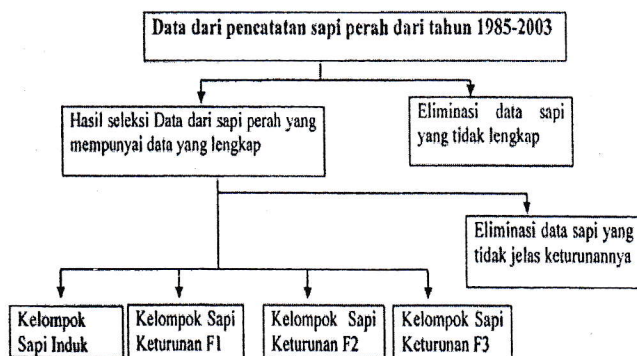 Data dari pencatatan sapi perah dari tahun 1985-2003
Hasil seleksi Data dari sapi perah yang
mempunyai data yang lengkap
Eliminasi data sapi
yang tidak lengkap
Eliminasi data sapi yang
tidak jelas keturunannya
Kelompok
Sapi Induk
Kelompok Sapi
Keturunan F1
Kelompok Sapi
Keturunan F2
Kelompok Sapi
Keturunan F3